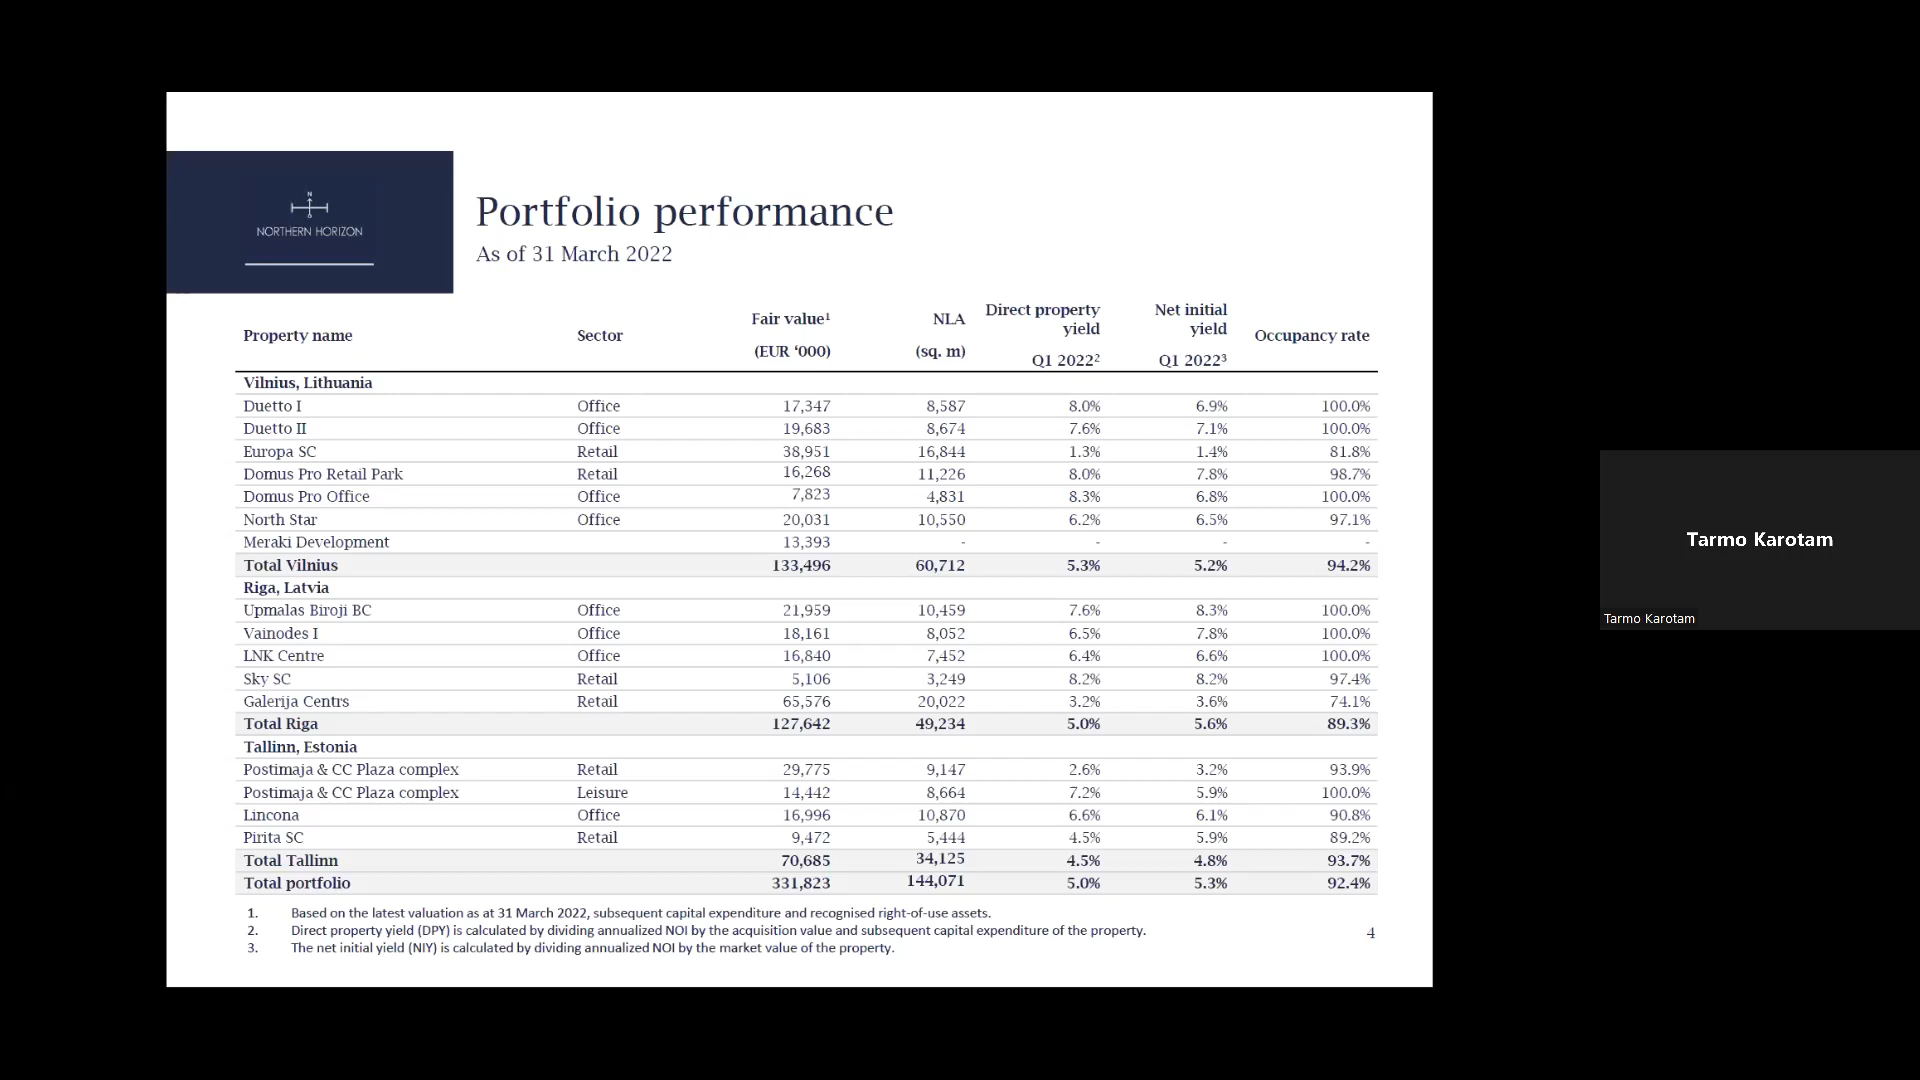 N
NORTHERN HORIZON
Portfolio performance
As of 31 March 2022
Property name Sector Fair value¹ (EUR ‘000) NLA (sq. m) Direct property yield Q1 2022² Net initial yield Q1 2022³ Occupancy rate
Vilnius, Lithuania
Duetto I Office 17,347 8,587 8.0% 6.9% 100.0%
Duetto II Office 19,683 8,674 7.6% 7.1% 100.0%
Europa SC Retail 38,951 16,844 1.3% 1.4% 81.8%
Domus Pro Retail Park Retail 16,268 11,226 8.0% 7.8% 98.7%
Domus Pro Office Office 7,823 4,831 8.3% 6.8% 100.0%
North Star Office 20,031 10,550 6.2% 6.5% 97.1%
Meraki Development 13,393 - - - -
Total Vilnius 133,496 60,712 5.3% 5.2% 94.2%
Riga, Latvia
Upmalas Biroji BC Office 21,959 10,459 7.6% 8.3% 100.0%
Vainodes I Office 18,161 8,052 6.5% 7.8% 100.0%
LNK Centre Office 16,840 7,452 6.4% 6.6% 100.0%
Sky SC Retail 5,106 3,249 8.2% 8.2% 97.4%
Galerija Centrs Retail 65,576 20,022 3.2% 3.6% 74.1%
Total Riga 127,642 49,234 5.0% 5.6% 89.3%
Tallinn, Estonia
Postimaja & CC Plaza complex Retail 29,775 9,147 2.6% 3.2% 93.9%
Postimaja & CC Plaza complex Leisure 14,442 8,664 7.2% 5.9% 100.0%
Lincona Office 16,996 10,870 6.6% 6.1% 90.8%
Pirita SC Retail 9,472 5,444 4.5% 5.9% 89.2%
Total Tallinn 70,685 34,125 4.5% 4.8% 93.7%
Total portfolio 331,823 144,071 5.0% 5.3% 92.4%
1. Based on the latest valuation as at 31 March 2022, subsequent capital expenditure and recognised right-of-use assets.
2. Direct property yield (DPY) is calculated by dividing annualized NOI by the acquisition value and subsequent capital expenditure of the property.
3. The net initial yield (NIY) is calculated by dividing annualized NOI by the market value of the property.
4
Tarmo Karotam
Tarmo Karotam